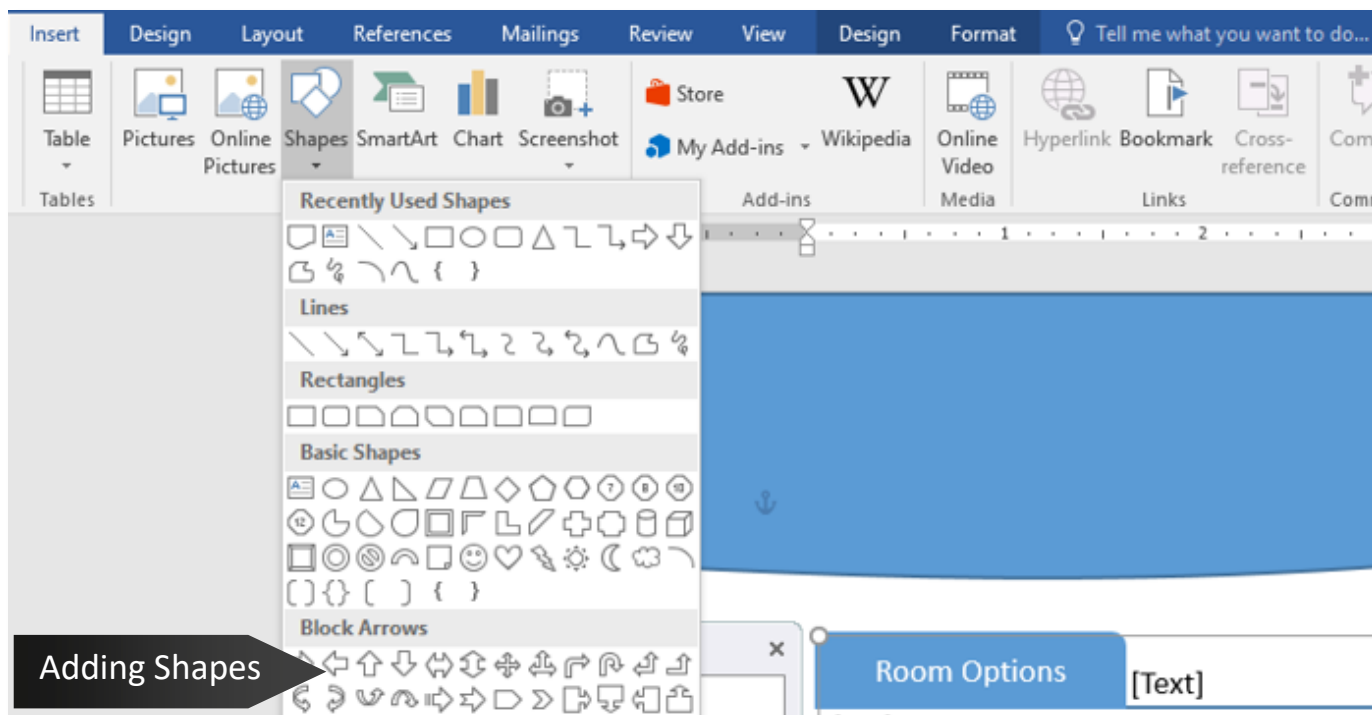 Insert Design Layout References Mailings Review View Design Format Tell me what you want to do...
Table Pictures Online Pictures Shapes SmartArt Chart Screenshot Store My Add-ins Wikipedia Online Video Hyperlink Bookmark Cross-reference
Tables Add-ins Media Links
Recently Used Shapes
1 2
Lines
Rectangles
Basic Shapes
Block Arrows
Adding Shapes
Room Options
[Text]